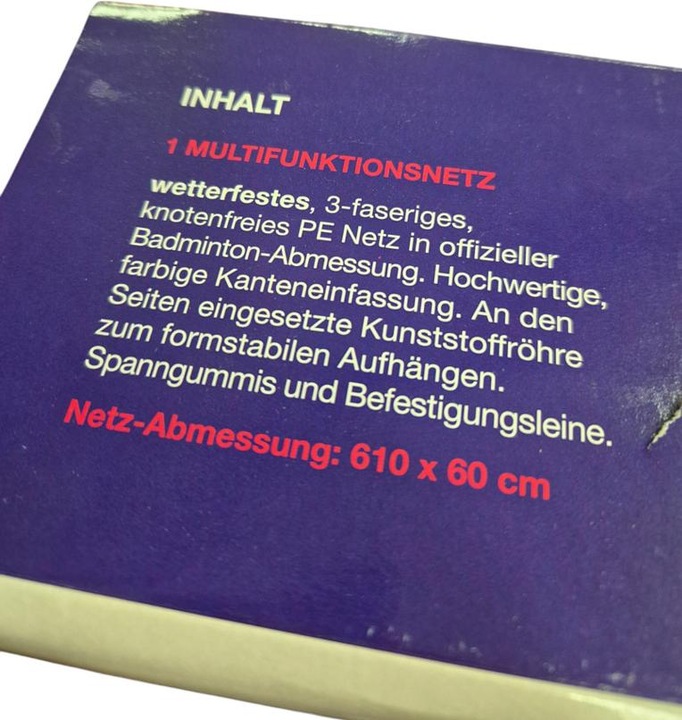 INHALT
1 MULTIFUNKTIONSNETZ
wetterfestes, 3-faseriges,
knotenfreies PE Netz in offizieller
Badminton-Abmessung. Hochwertige,
farbige Kanteneinfassung. An den
Seiten eingesetzte Kunststoffröhre
zum formstabilen Aufhängen.
Spanngummis und Befestigungsleine.
Netz-Abmessung: 610 x 60 cm